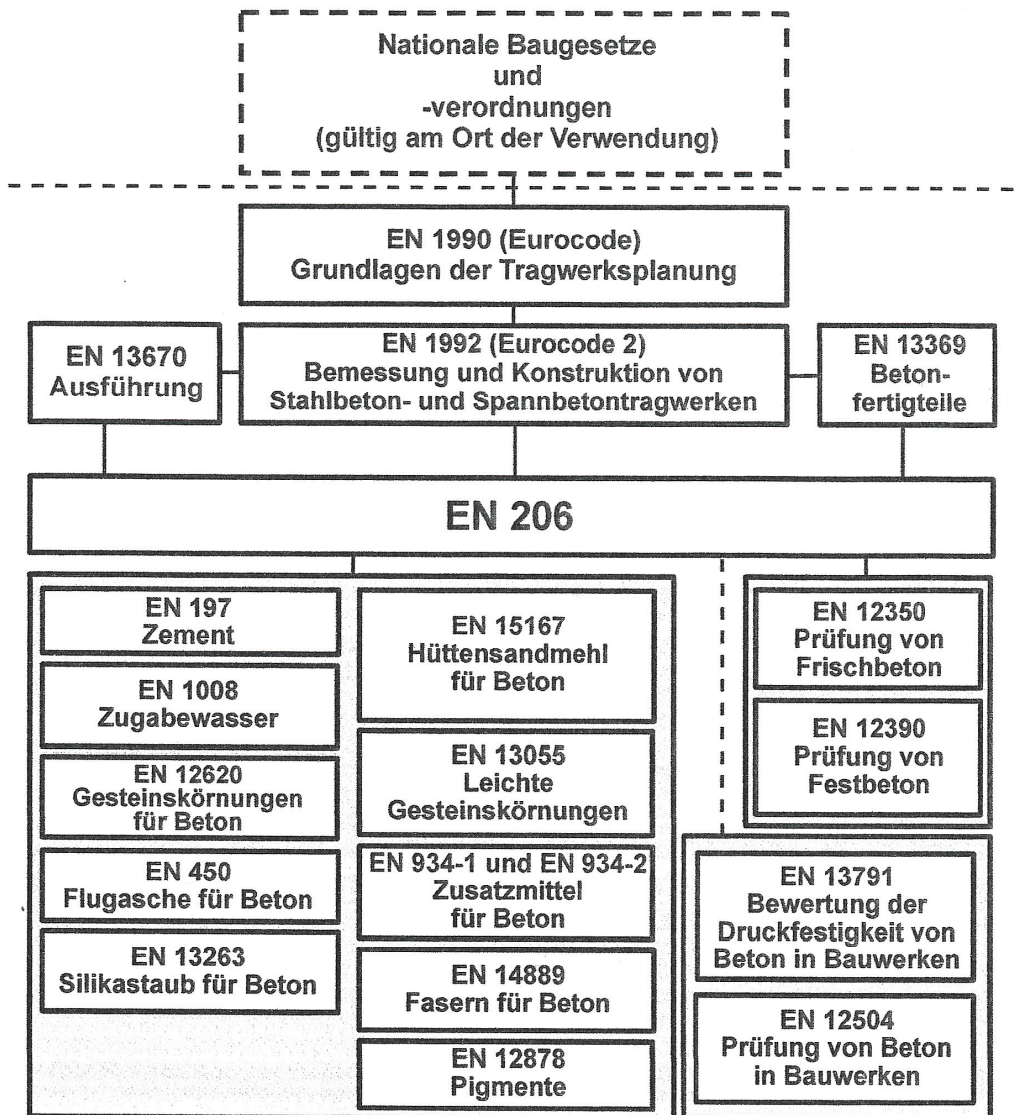 Nationale Baugesetze
und
-verordnungen
(gültig am Ort der Verwendung)
EN 1990 (Eurocode)
Grundlagen der Tragwerksplanung
EN 13670
Ausführung
EN 1992 (Eurocode 2)
Bemessung und Konstruktion von
Stahlbeton- und Spannbetontragwerken
EN 13369
Beton-
fertigteile
EN 206
EN 197
Zement
EN 1008
Zugabewasser
EN 12620
Gesteinskörnungen
für Beton
EN 450
Flugasche für Beton
EN 13263
Silikastaub für Beton
EN 15167
Hüttensandmehl
für Beton
EN 13055
Leichte
Gesteinskörnungen
EN 934-1 und EN 934-2
Zusatzmittel
für Beton
EN 14889
Fasern für Beton
EN 12878
Pigmente
EN 12350
Prüfung von
Frischbeton
EN 12390
Prüfung von
Festbeton
EN 13791
Bewertung der
Druckfestigkeit von
Beton in Bauwerken
EN 12504
Prüfung von Beton
in Bauwerken